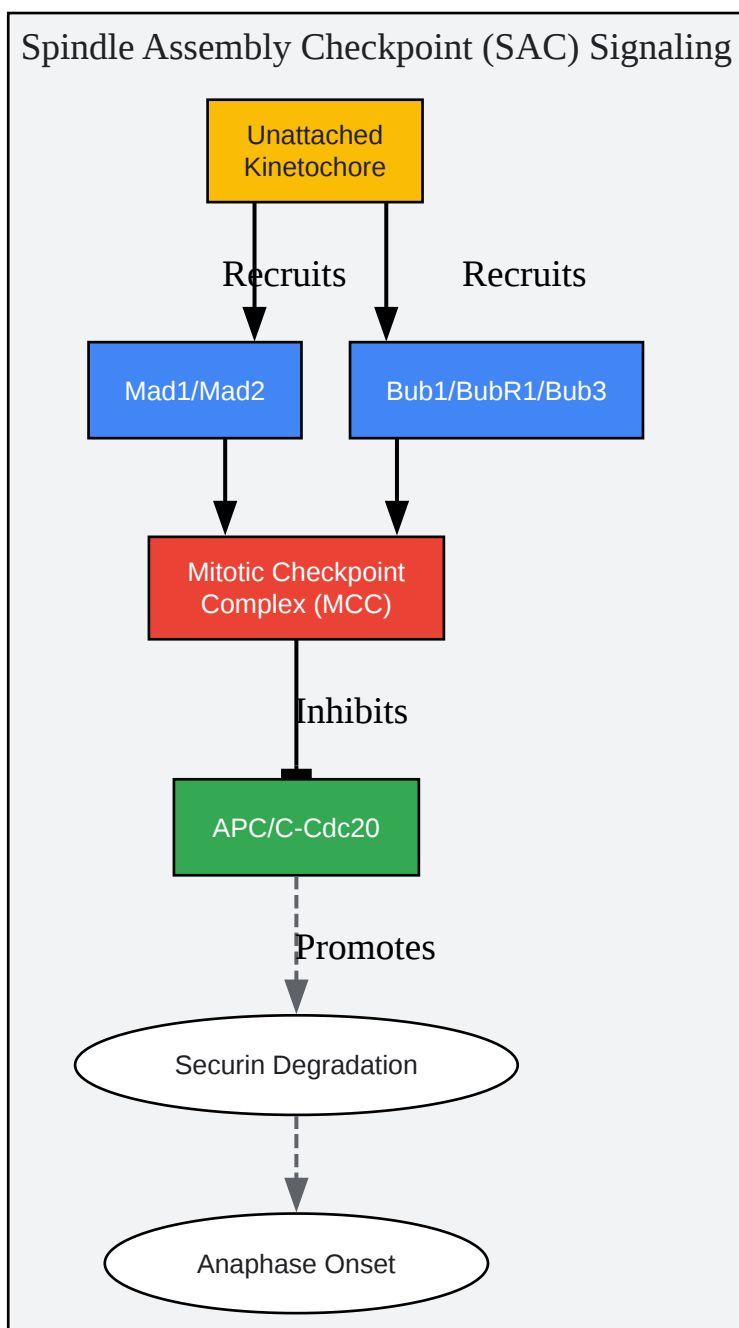 Spindle Assembly Checkpoint (SAC) Signaling
Unattached
Kinetochore
Recruits
Recruits
Mad1/Mad2
Bub1/BubR1/Bub3
Mitotic Checkpoint
Complex (MCC)
Inhibits
APC/C-Cdc20
Promotes
Securin Degradation
Anaphase Onset